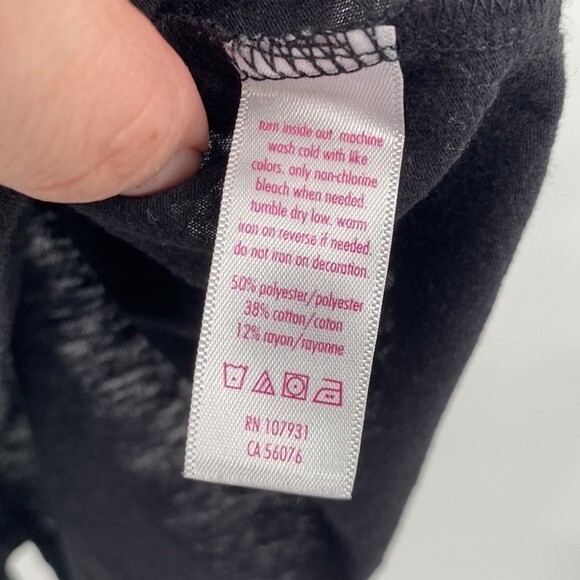 turn inside out. machine
wash cold with like
colors. only non-chlorine
bleach when needed.
tumble dry low. warm
iron on reverse if needed.
do not iron on decoration.
50% polyester/polyester
38% cotton/coton
12% rayon/rayonne
RN 107931
CA 56076